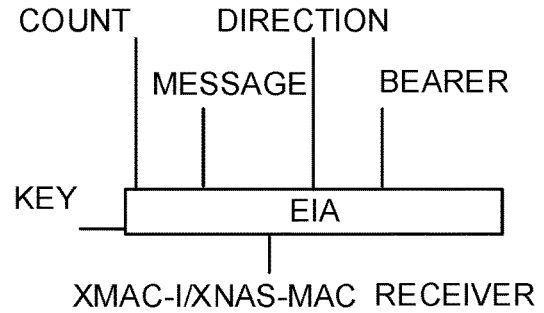 COUNT DIRECTION
MESSAGE BEARER
KEY EIA
XMAC-I/XNAS-MAC RECEIVER